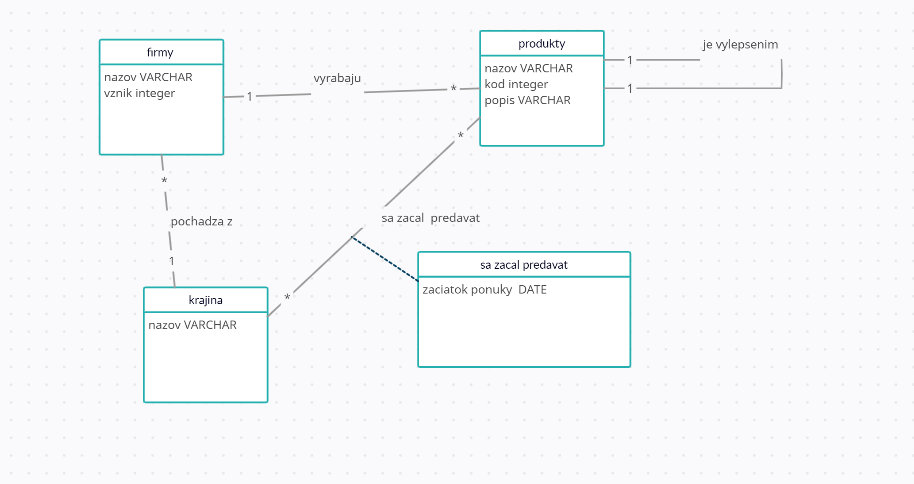 firmy
nazov VARCHAR
vznik integer
vyrabaju
1
*
produkty
nazov VARCHAR
kod integer
popis VARCHAR
je vylepsenim
1
1
*
pochadza z
1
*
sa zacal  predavat
*
krajina
nazov VARCHAR
sa zacal predavat
zaciatok ponuky  DATE